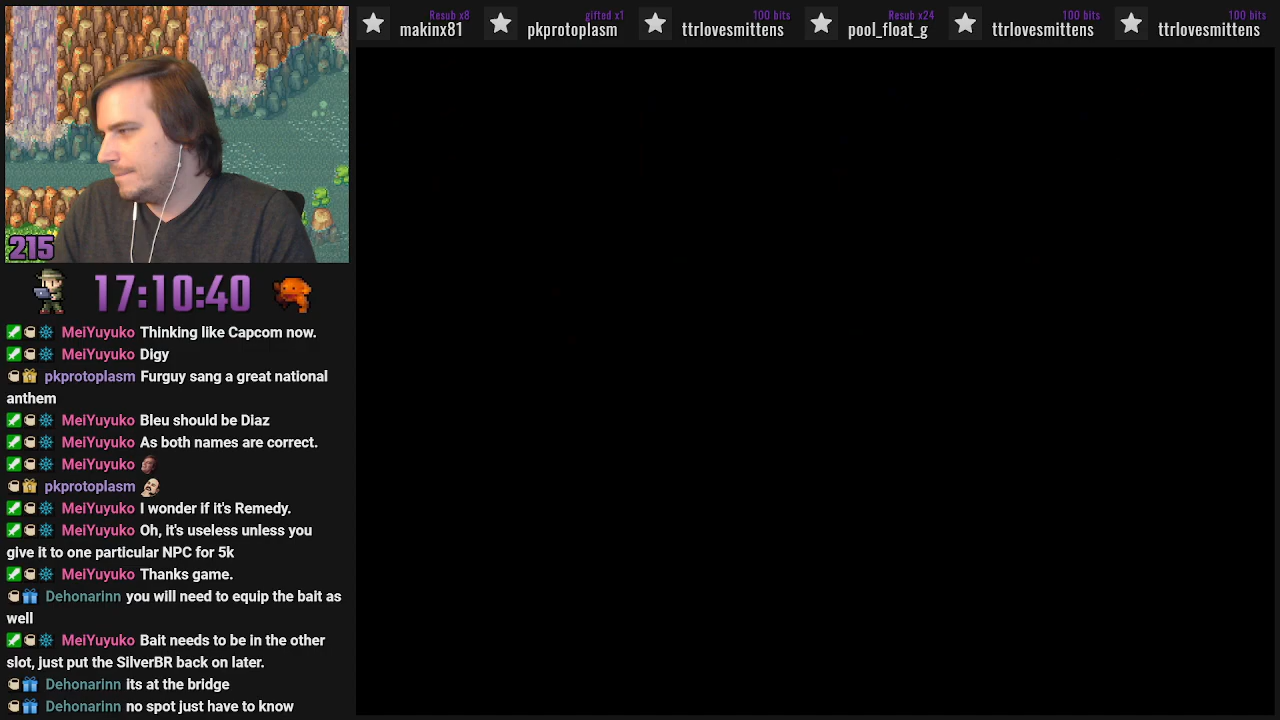 Resub x8
makinx81
gifted x1
pkprotoplasm
100 bits
ttrlovesmittens
Resub x24
pool_float_g
100 bits
ttrlovesmittens
100 bits
ttrlovesmittens
215
17:10:40
MeiYuyuko Thinking like Capcom now.
MeiYuyuko Digy
pkprotoplasm Furguy sang a great national
anthem
MeiYuyuko Bleu should be Diaz
MeiYuyuko As both names are correct.
MeiYuyuko
pkprotoplasm
MeiYuyuko I wonder if it's Remedy.
MeiYuyuko Oh, it's useless unless you
give it to one particular NPC for 5k
MeiYuyuko Thanks game.
Dehonarinn you will need to equip the bait as
well
MeiYuyuko Bait needs to be in the other
slot, just put the SilverBR back on later.
Dehonarinn its at the bridge
Dehonarinn no spot just have to know